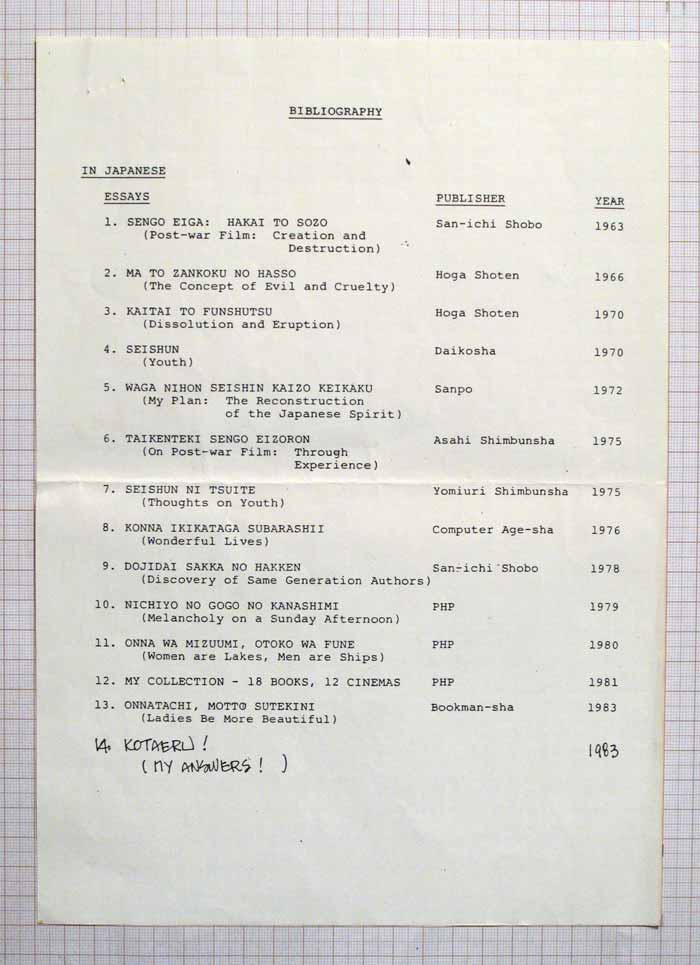 BIBLIOGRAPHY
IN JAPANESE
ESSAYS PUBLISHER YEAR
1. SENGO EIGA: HAKAI TO SOZO San-ichi Shobo 1963
(Post-war Film: Creation and
Destruction)
2. MA TO ZANKOKU NO HASSO Hoga Shoten 1966
(The Concept of Evil and Cruelty)
3. KAITAI TO FUNSHUTSU Hoga Shoten 1970
(Dissolution and Eruption)
4. SEISHUN Daikosha 1970
(Youth)
5. WAGA NIHON SEISHIN KAIZO KEIKAKU Sanpo 1972
(My Plan: The Reconstruction
of the Japanese Spirit)
6. TAIKENTEKI SENGO EIZORON Asahi Shimbunsha 1975
(On Post-war Film: Through
Experience)
7. SEISHUN NI TSUITE Yomiuri Shimbunsha 1975
(Thoughts on Youth)
8. KONNA IKIKATAGA SUBARASHII Computer Age-sha 1976
(Wonderful Lives)
9. DOJIDAI SAKKA NO HAKKEN San-ichi Shobo 1978
(Discovery of Same Generation Authors)
10. NICHIYO NO GOGO NO KANASHIMI PHP 1979
(Melancholy on a Sunday Afternoon)
11. ONNA WA MIZUUMI, OTOKO WA FUNE PHP 1980
(Women are Lakes, Men are Ships)
12. MY COLLECTION - 18 BOOKS, 12 CINEMAS PHP 1981
13. ONNATACHI, MOTTO SUTEKINI Bookman-sha 1983
(Ladies Be More Beautiful)
14. KOTAERU! 1983
(MY ANSWERS! )